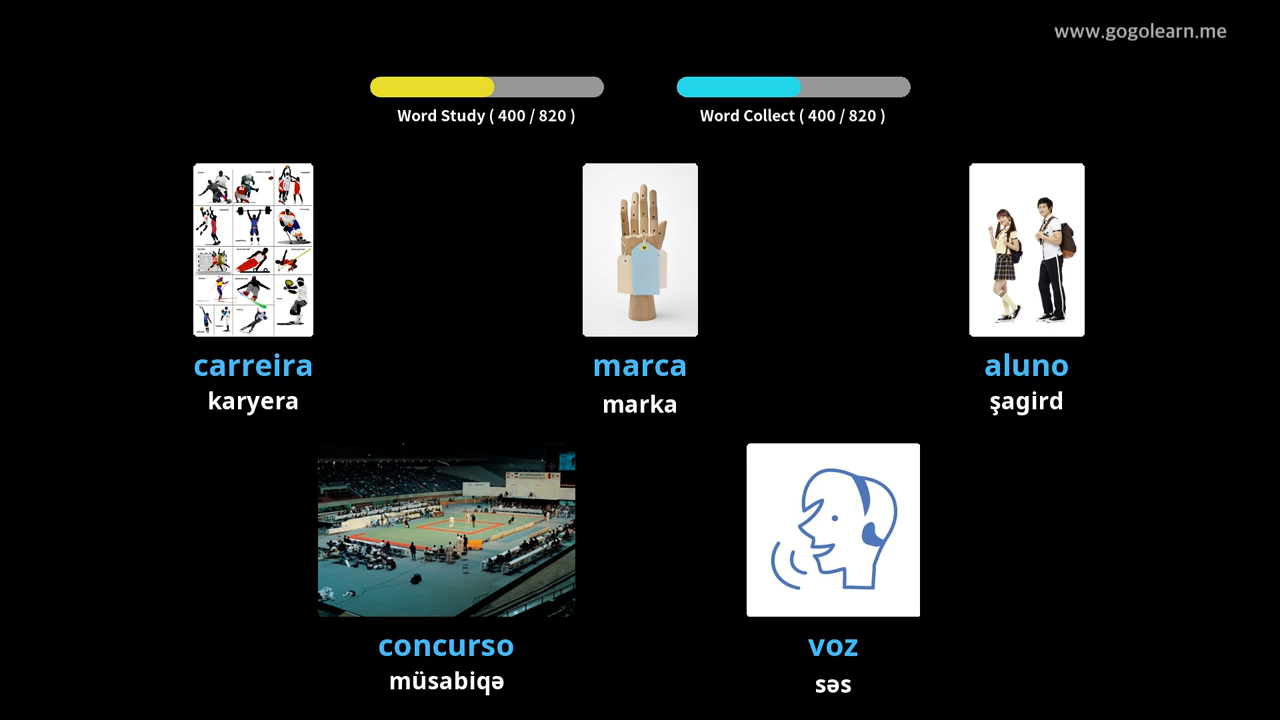 www.gogolearn.me
Word Study ( 400 / 820 )
Word Collect ( 400 / 820 )
carreira
karyera
marca
marka
aluno
şagird
concurso
müsabiqə
voz
səs